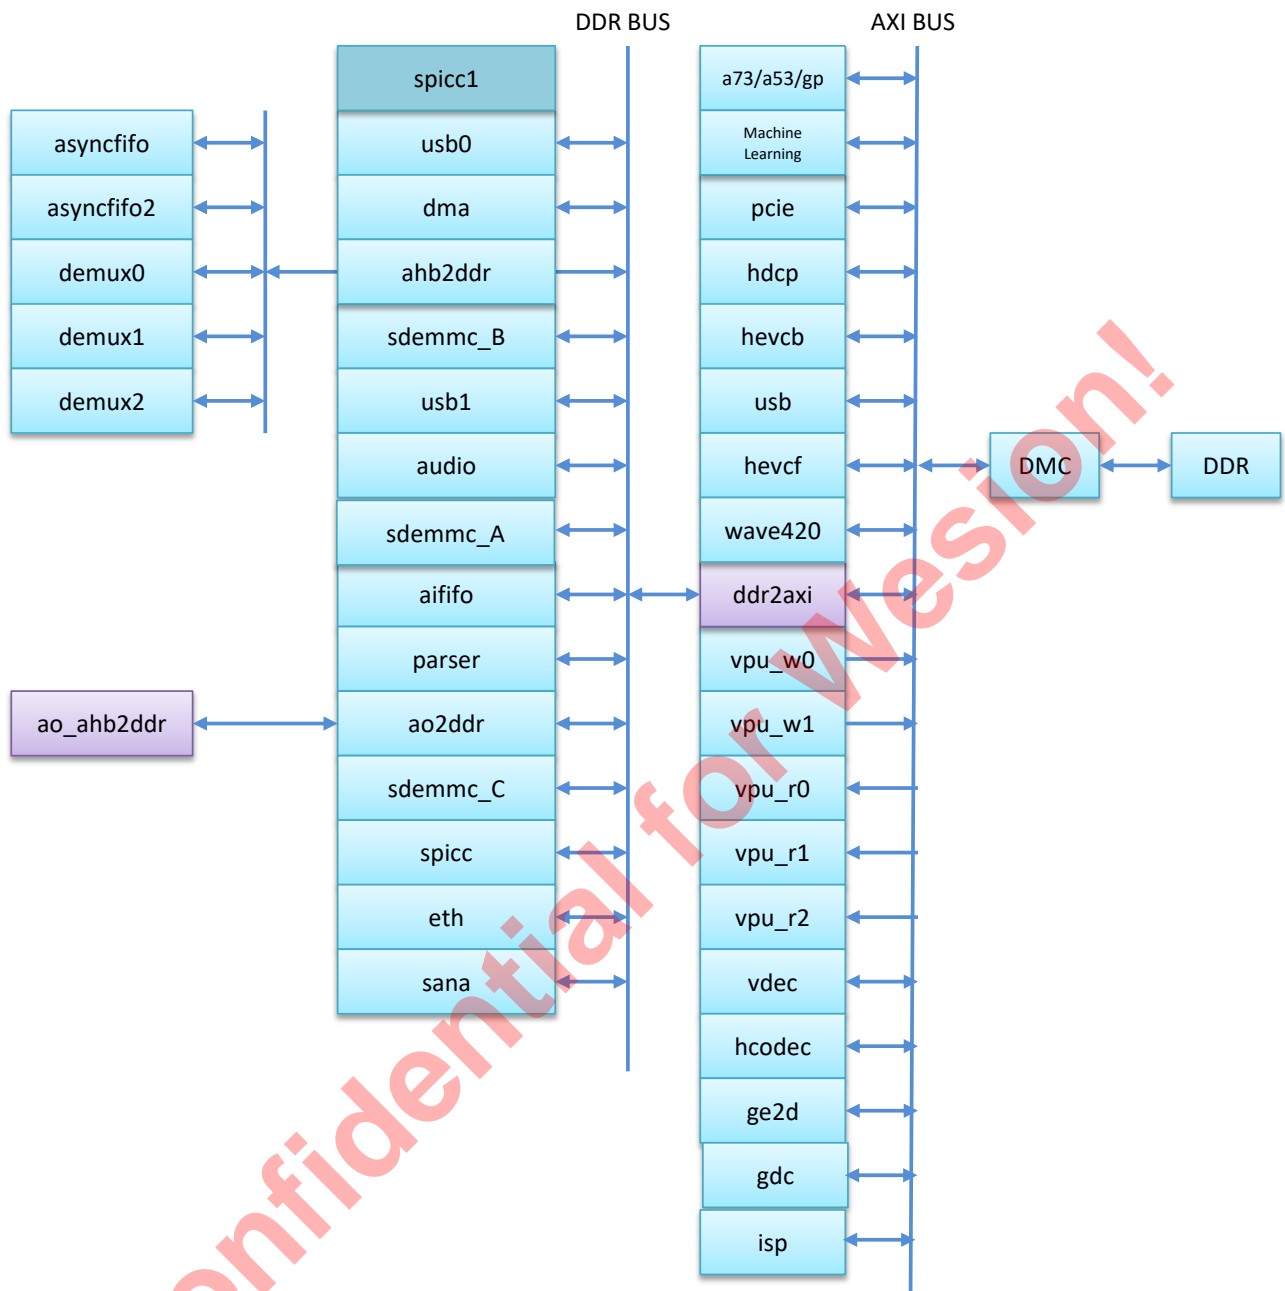 DDR BUS
AXI BUS
asyncfifo
asyncfifo2
demux0
demux1
demux2
ao_ahb2ddr
spicc1
usb0
dma
ahb2ddr
sdemmc_B
usb1
audio
sdemmc_A
aififo
parser
ao2ddr
sdemmc_C
spicc
eth
sana
a73/a53/gp
Machine
Learning
pcie
hdcp
hevcb
usb
hevcf
wave420
ddr2axi
vpu_w0
vpu_w1
vpu_r0
vpu_r1
vpu_r2
vdec
hcodec
ge2d
gdc
isp
DMC
DDR
onfidential for Wesion!